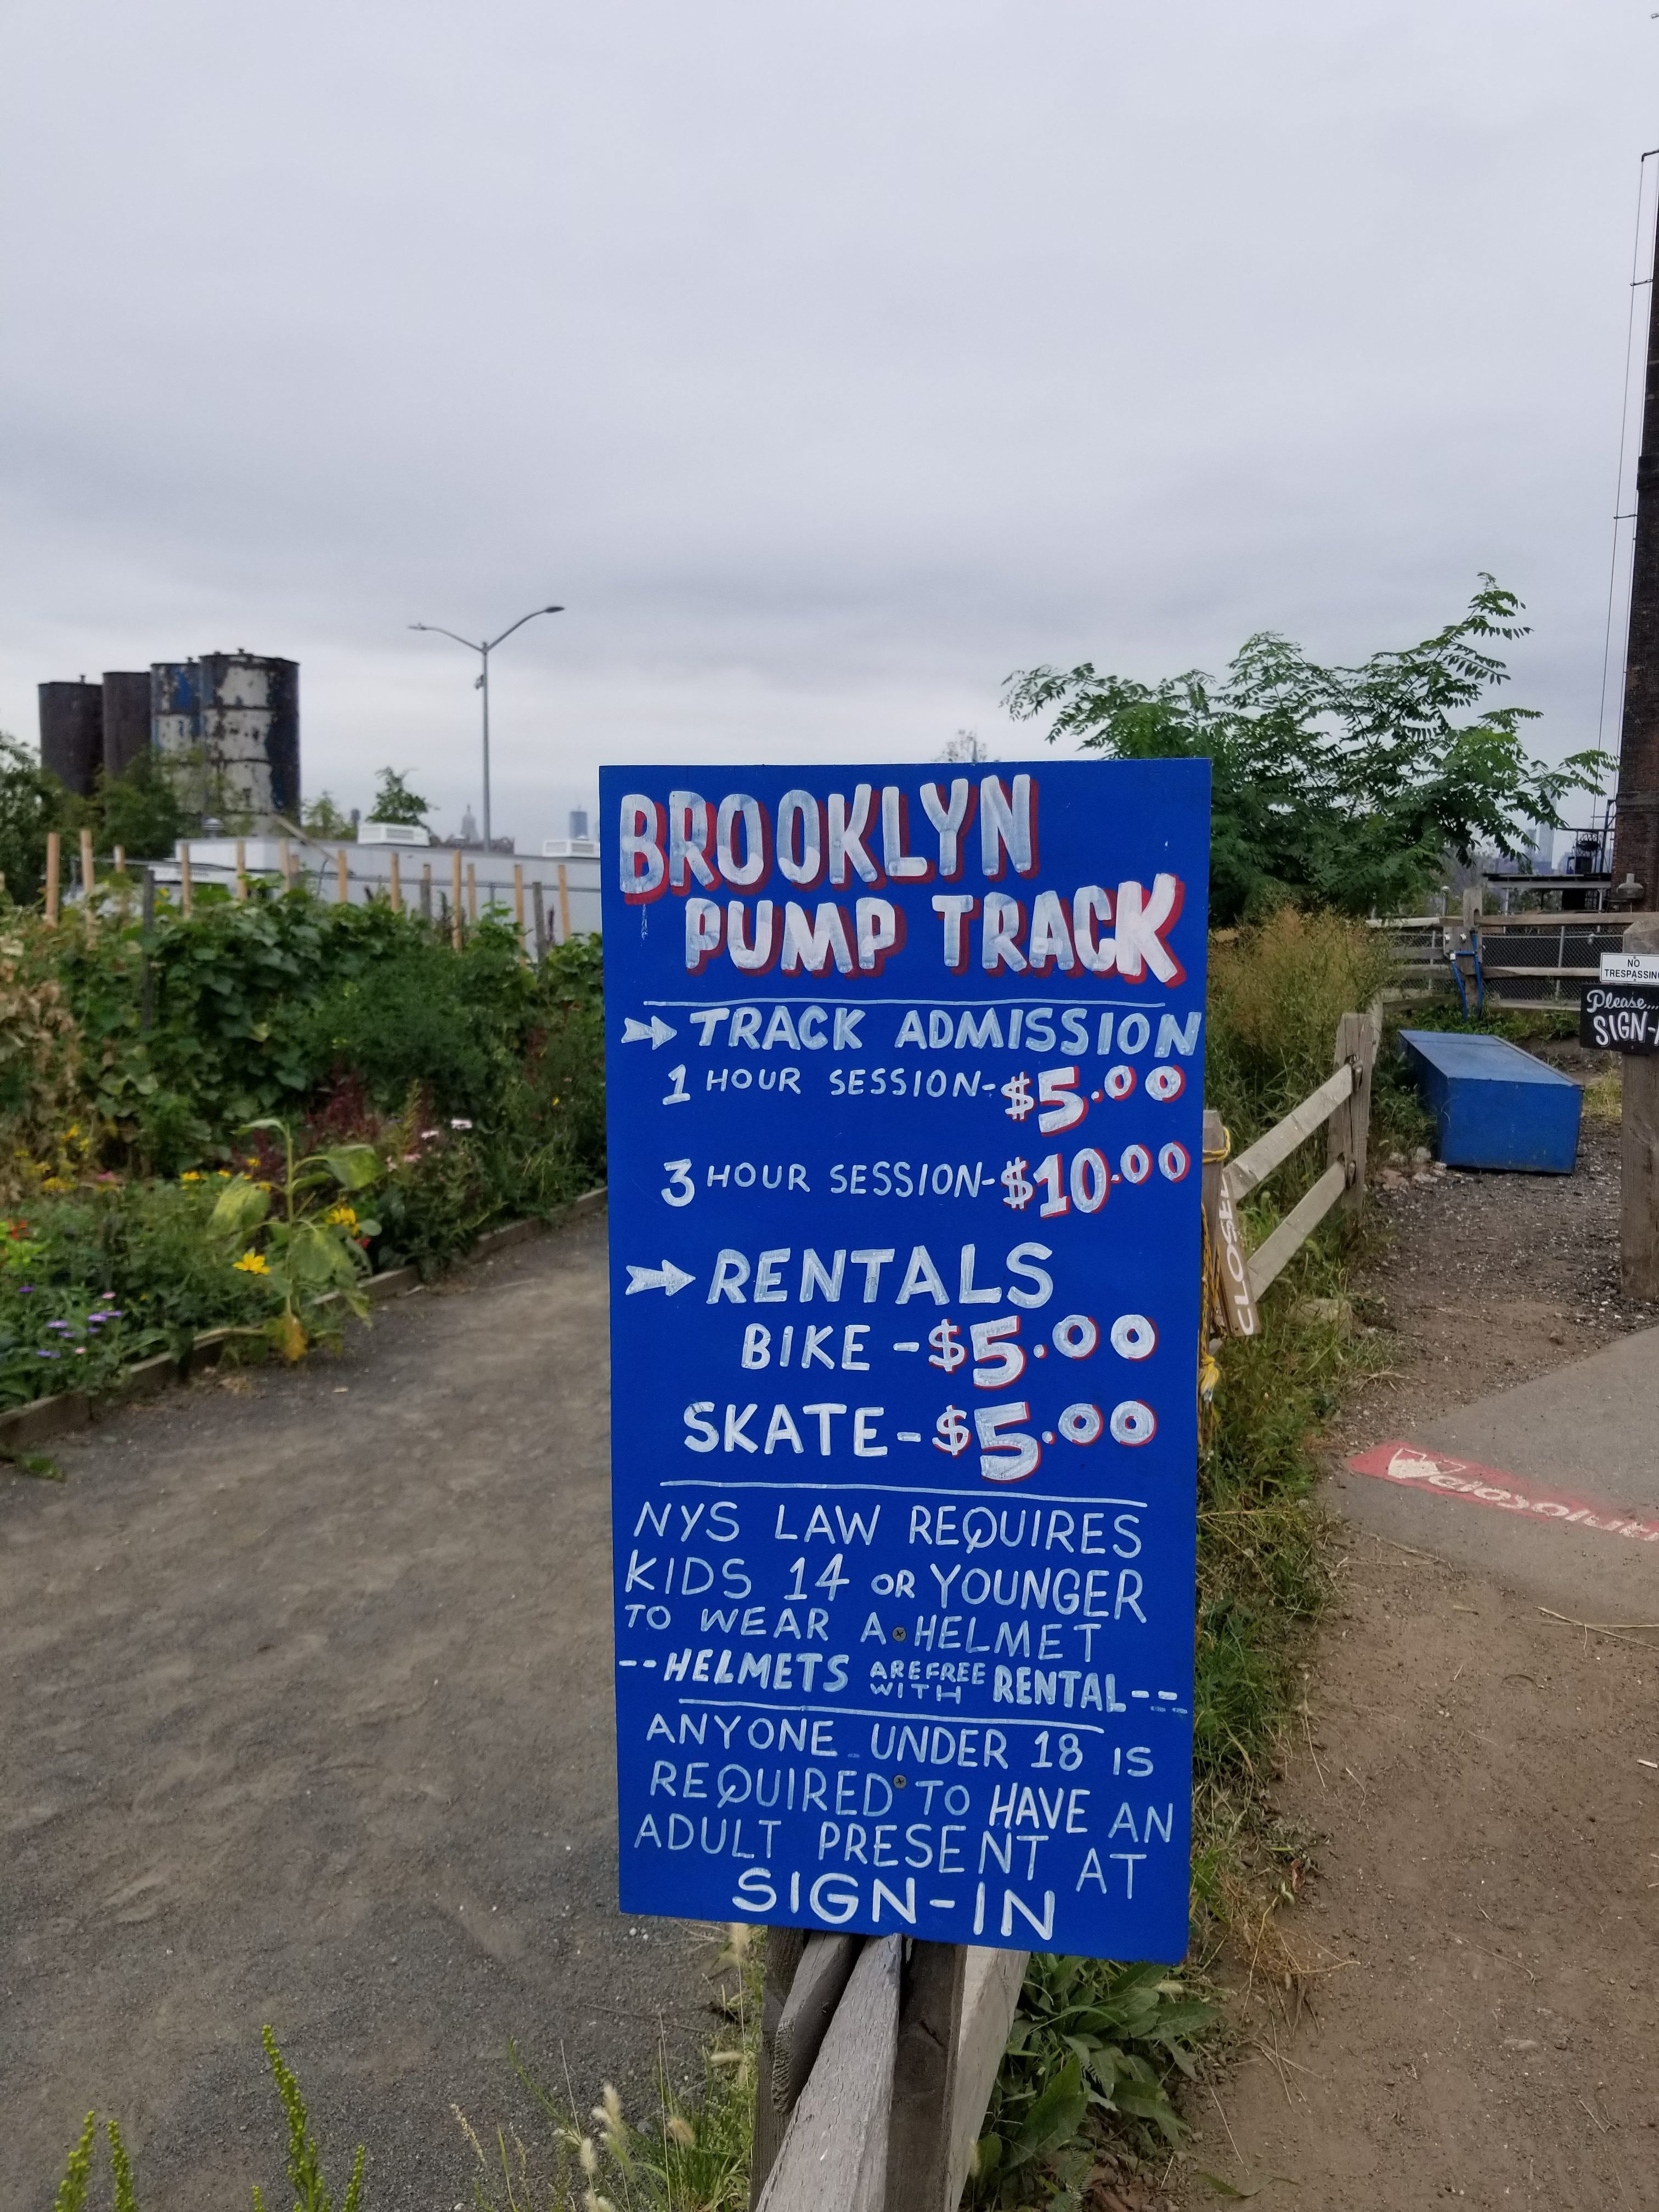 BROOKLYN
PUMP TRACK
TRACK ADMISSION
1 HOUR SESSION-$5.00
3 HOUR SESSION-$10.00
RENTALS
BIKE -$5.00
SKATE-$5.00
NYS LAW REQUIRES
KIDS 14 OR YOUNGER
TO WEAR A HELMET
--HELMETS ARE FREE WITH RENTAL--
ANYONE UNDER 18 IS
REQUIRED TO HAVE AN
ADULT PRESENT AT
SIGN-IN
CLOSED
NO
TRESPASSING
Please...
SIGN-